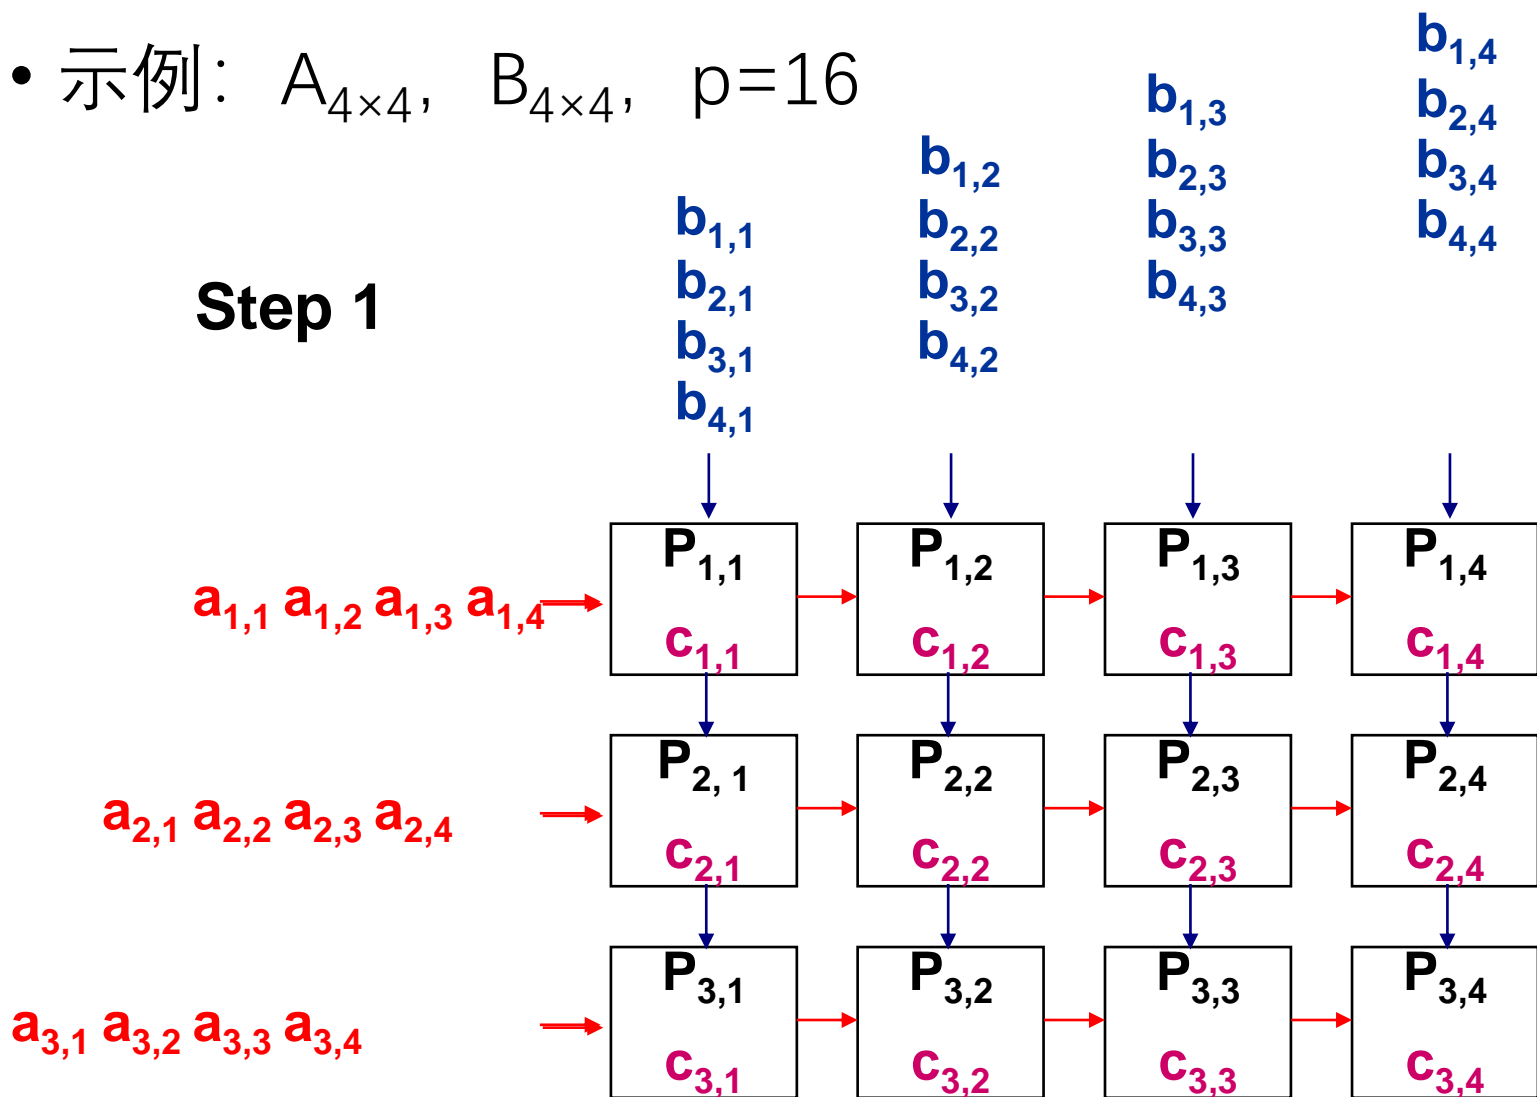 • 示例： A4×4， B4×4， p=16
b1,4
b1,3 b2,4
b1,2 b2,3 b3,4
b1,1 b2,2 b3,3 b4,4
b2,1 b3,2 b4,3
Step 1
b3,1 b4,2
b4,1
P1,1 P1,2 P1,3 P1,4
a1,1 a1,2 a1,3 a1,4
c1,1 c1,2 c1,3 c1,4
P2, 1 P2,2 P2,3 P2,4
a2,1 a2,2 a2,3 a2,4
c2,1 c2,2 c2,3 c2,4
P3,1 P3,2 P3,3 P3,4
a3,1 a3,2 a3,3 a3,4
c3,1 c3,2 c3,3 c3,4